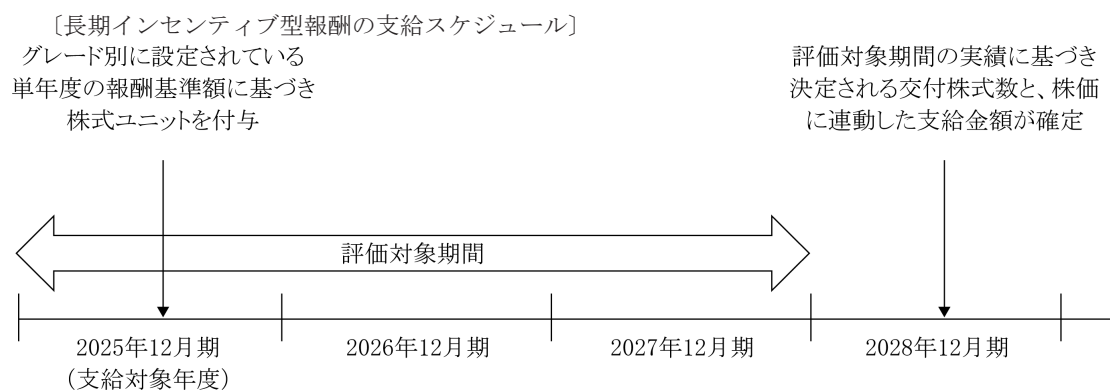 〔長期インセンティブ型報酬の支給スケジュール〕
グレード別に設定されている
単年度の報酬基準額に基づき
株式ユニットを付与
評価対象期間の実績に基づき
決定される交付株式数と、株価
に連動した支給金額が確定
評価対象期間
2025年12月期
（支給対象年度）
2026年12月期
2027年12月期
2028年12月期